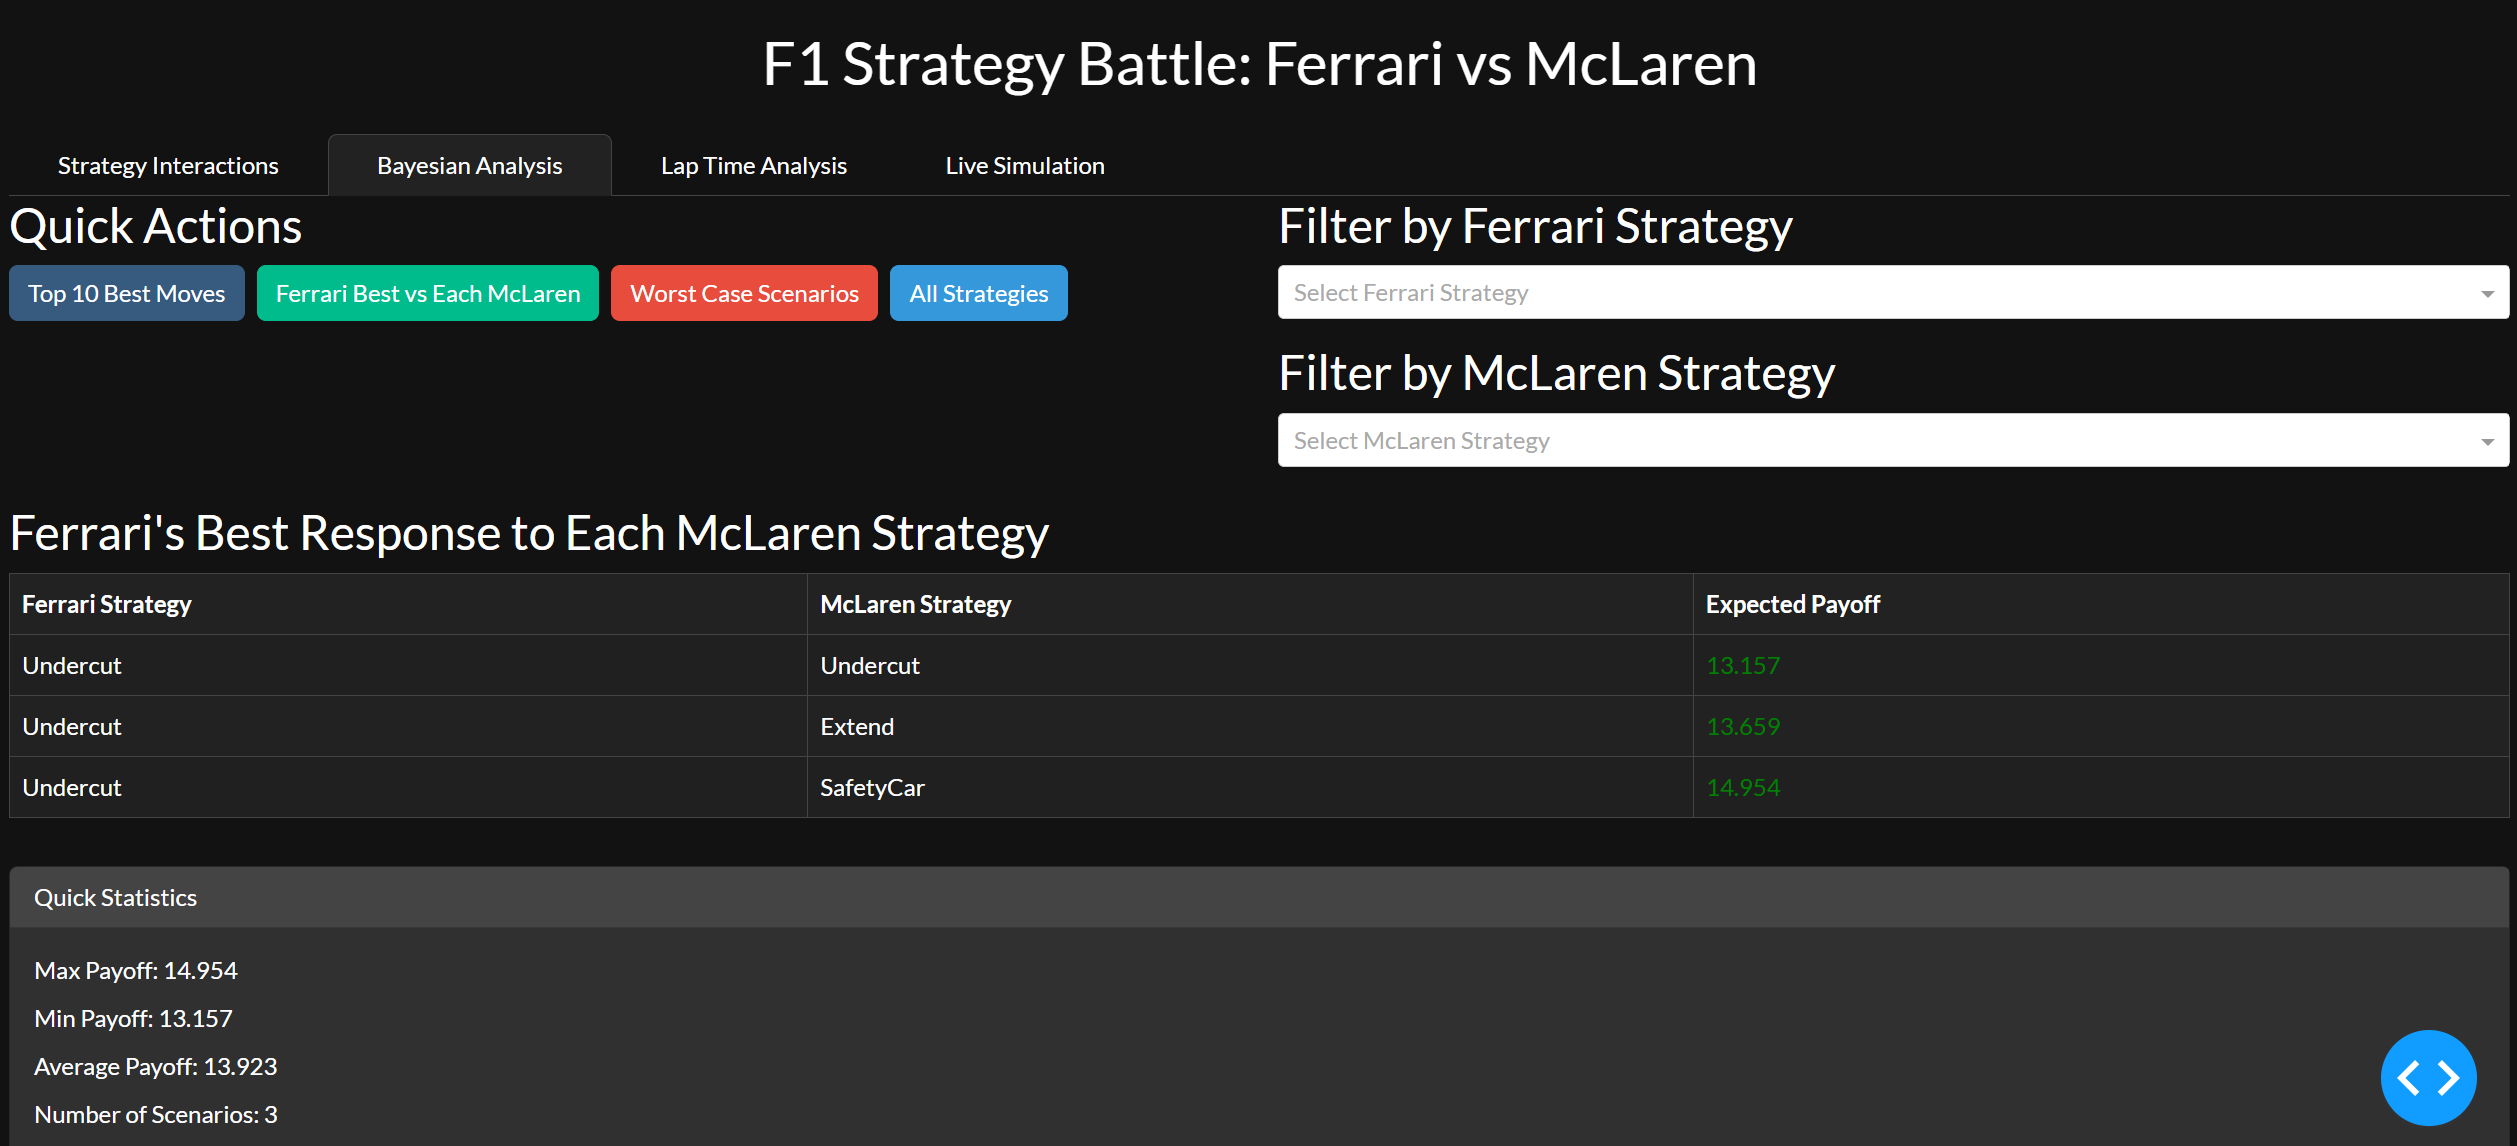 F1 Strategy Battle: Ferrari vs McLaren
Strategy Interactions
Bayesian Analysis
Lap Time Analysis
Live Simulation
Quick Actions
Top 10 Best Moves
Ferrari Best vs Each McLaren
Worst Case Scenarios
All Strategies
Filter by Ferrari Strategy
Select Ferrari Strategy
Filter by McLaren Strategy
Select McLaren Strategy
Ferrari's Best Response to Each McLaren Strategy
Ferrari Strategy McLaren Strategy Expected Payoff
Undercut Undercut 13.157
Undercut Extend 13.659
Undercut SafetyCar 14.954
Quick Statistics
Max Payoff: 14.954
Min Payoff: 13.157
Average Payoff: 13.923
Number of Scenarios: 3